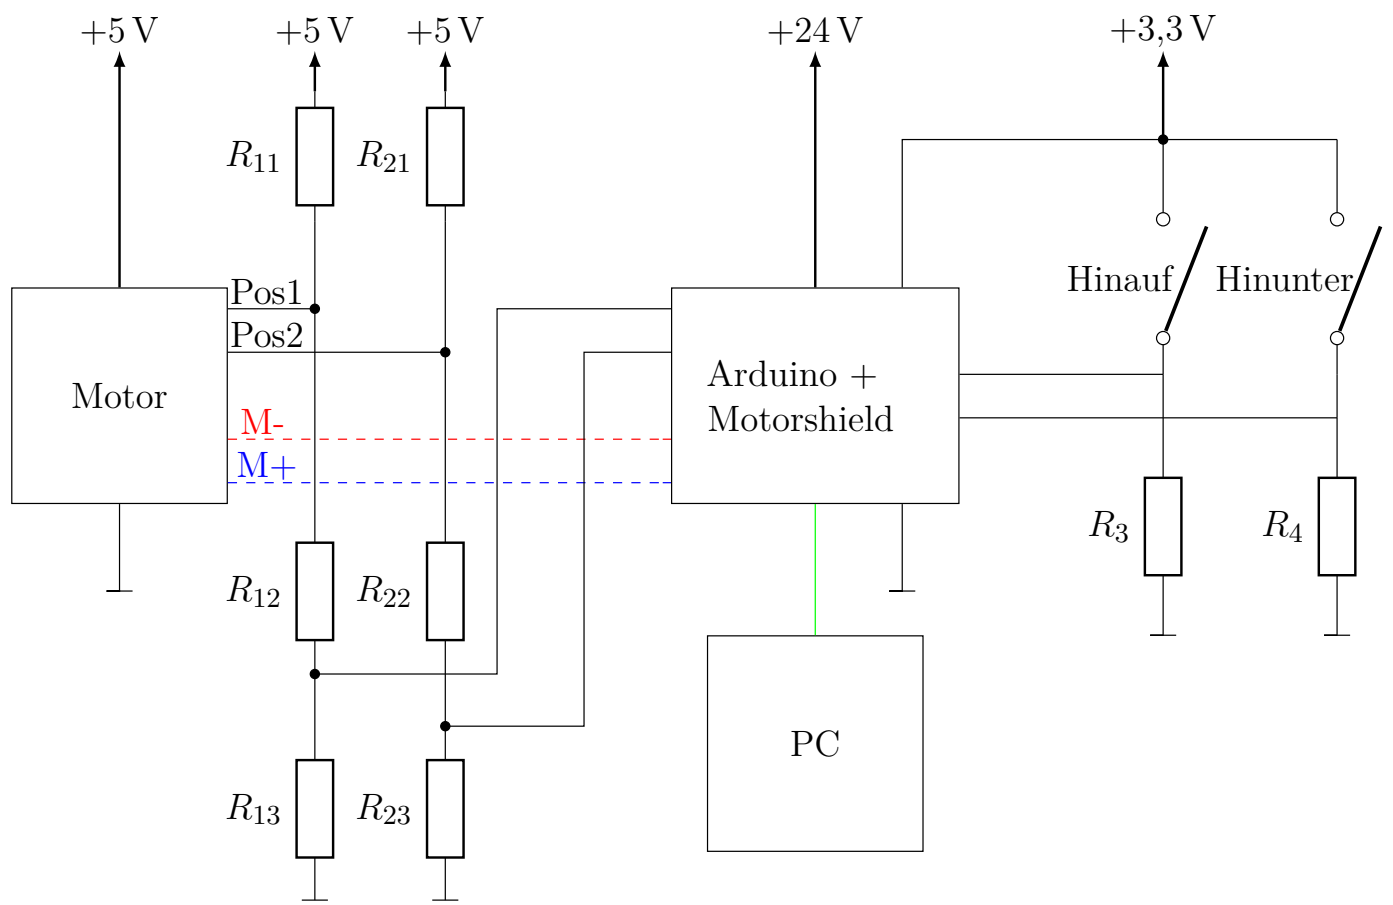 +5 V
+5 V
+5 V
+24 V
+3,3 V
R11
R21
Pos1
Pos2
Hinauf
Hinunter
Motor
Arduino +
Motorshield
M-
M+
R3
R4
R12
R22
PC
R13
R23